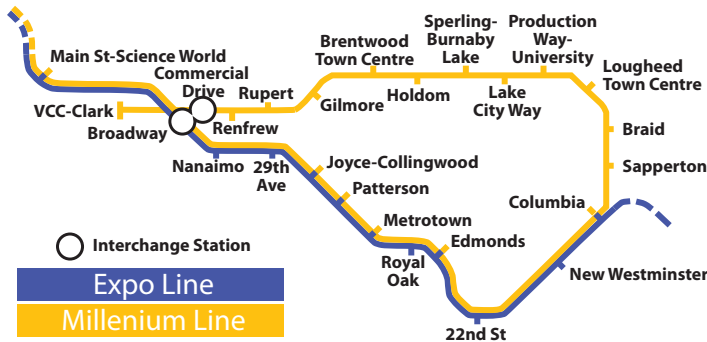 Main St-Science World
Commercial
Drive
VCC-Clark
Broadway
Renfrew
Rupert
Gilmore
Brentwood
Town Centre
Holdom
Sperling-
Burnaby
Lake
Lake
City Way
Production
Way-
University
Lougheed
Town Centre
Braid
Sapperton
Columbia
New Westminster
22nd St
Edmonds
Royal
Oak
Metrotown
Patterson
Joyce-Collingwood
29th
Ave
Nanaimo
Interchange Station
Expo Line
Millenium Line